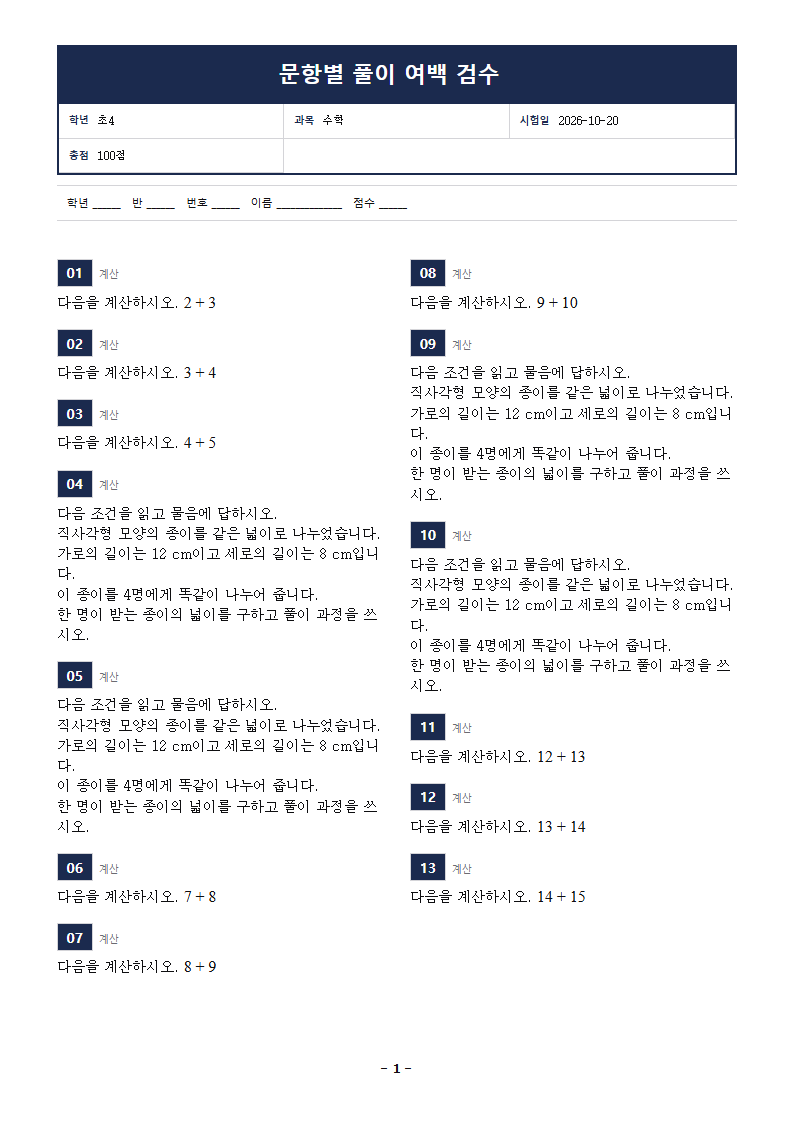 문항별 풀이 여백 검수
학년 초4 과목 수학 시험일 2026-10-20
총점 100점
학년 _____ 반 _____ 번호 _____ 이름 ____________ 점수 _____
01 계산
다음을 계산하시오. 2 + 3
02 계산
다음을 계산하시오. 3 + 4
03 계산
다음을 계산하시오. 4 + 5
04 계산
다음 조건을 읽고 물음에 답하시오.
직사각형 모양의 종이를 같은 넓이로 나누었습니다.
가로의 길이는 12 cm이고 세로의 길이는 8 cm입니
다.
이 종이를 4명에게 똑같이 나누어 줍니다.
한 명이 받는 종이의 넓이를 구하고 풀이 과정을 쓰
시오.
05 계산
다음 조건을 읽고 물음에 답하시오.
직사각형 모양의 종이를 같은 넓이로 나누었습니다.
가로의 길이는 12 cm이고 세로의 길이는 8 cm입니
다.
이 종이를 4명에게 똑같이 나누어 줍니다.
한 명이 받는 종이의 넓이를 구하고 풀이 과정을 쓰
시오.
06 계산
다음을 계산하시오. 7 + 8
07 계산
다음을 계산하시오. 8 + 9
08 계산
다음을 계산하시오. 9 + 10
09 계산
다음 조건을 읽고 물음에 답하시오.
직사각형 모양의 종이를 같은 넓이로 나누었습니다.
가로의 길이는 12 cm이고 세로의 길이는 8 cm입니
다.
이 종이를 4명에게 똑같이 나누어 줍니다.
한 명이 받는 종이의 넓이를 구하고 풀이 과정을 쓰
시오.
10 계산
다음 조건을 읽고 물음에 답하시오.
직사각형 모양의 종이를 같은 넓이로 나누었습니다.
가로의 길이는 12 cm이고 세로의 길이는 8 cm입니
다.
이 종이를 4명에게 똑같이 나누어 줍니다.
한 명이 받는 종이의 넓이를 구하고 풀이 과정을 쓰
시오.
11 계산
다음을 계산하시오. 12 + 13
12 계산
다음을 계산하시오. 13 + 14
13 계산
다음을 계산하시오. 14 + 15
- 1 -